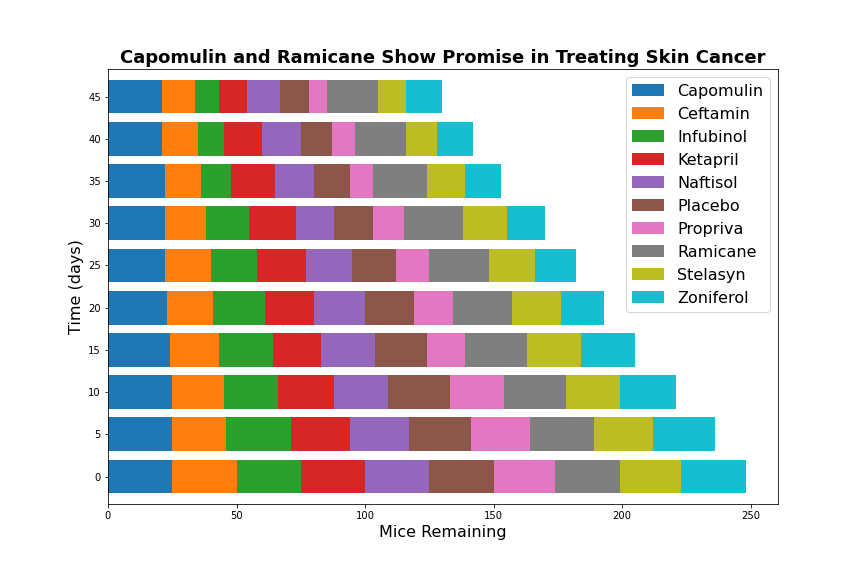 Capomulin and Ramicane Show Promise in Treating Skin Cancer
Time (days)
45
40
35
30
25
20
15
10
5
0
Capomulin
Ceftamin
Infubinol
Ketapril
Naftisol
Placebo
Propriva
Ramicane
Stelasyn
Zoniferol
0 50 100 150 200 250
Mice Remaining